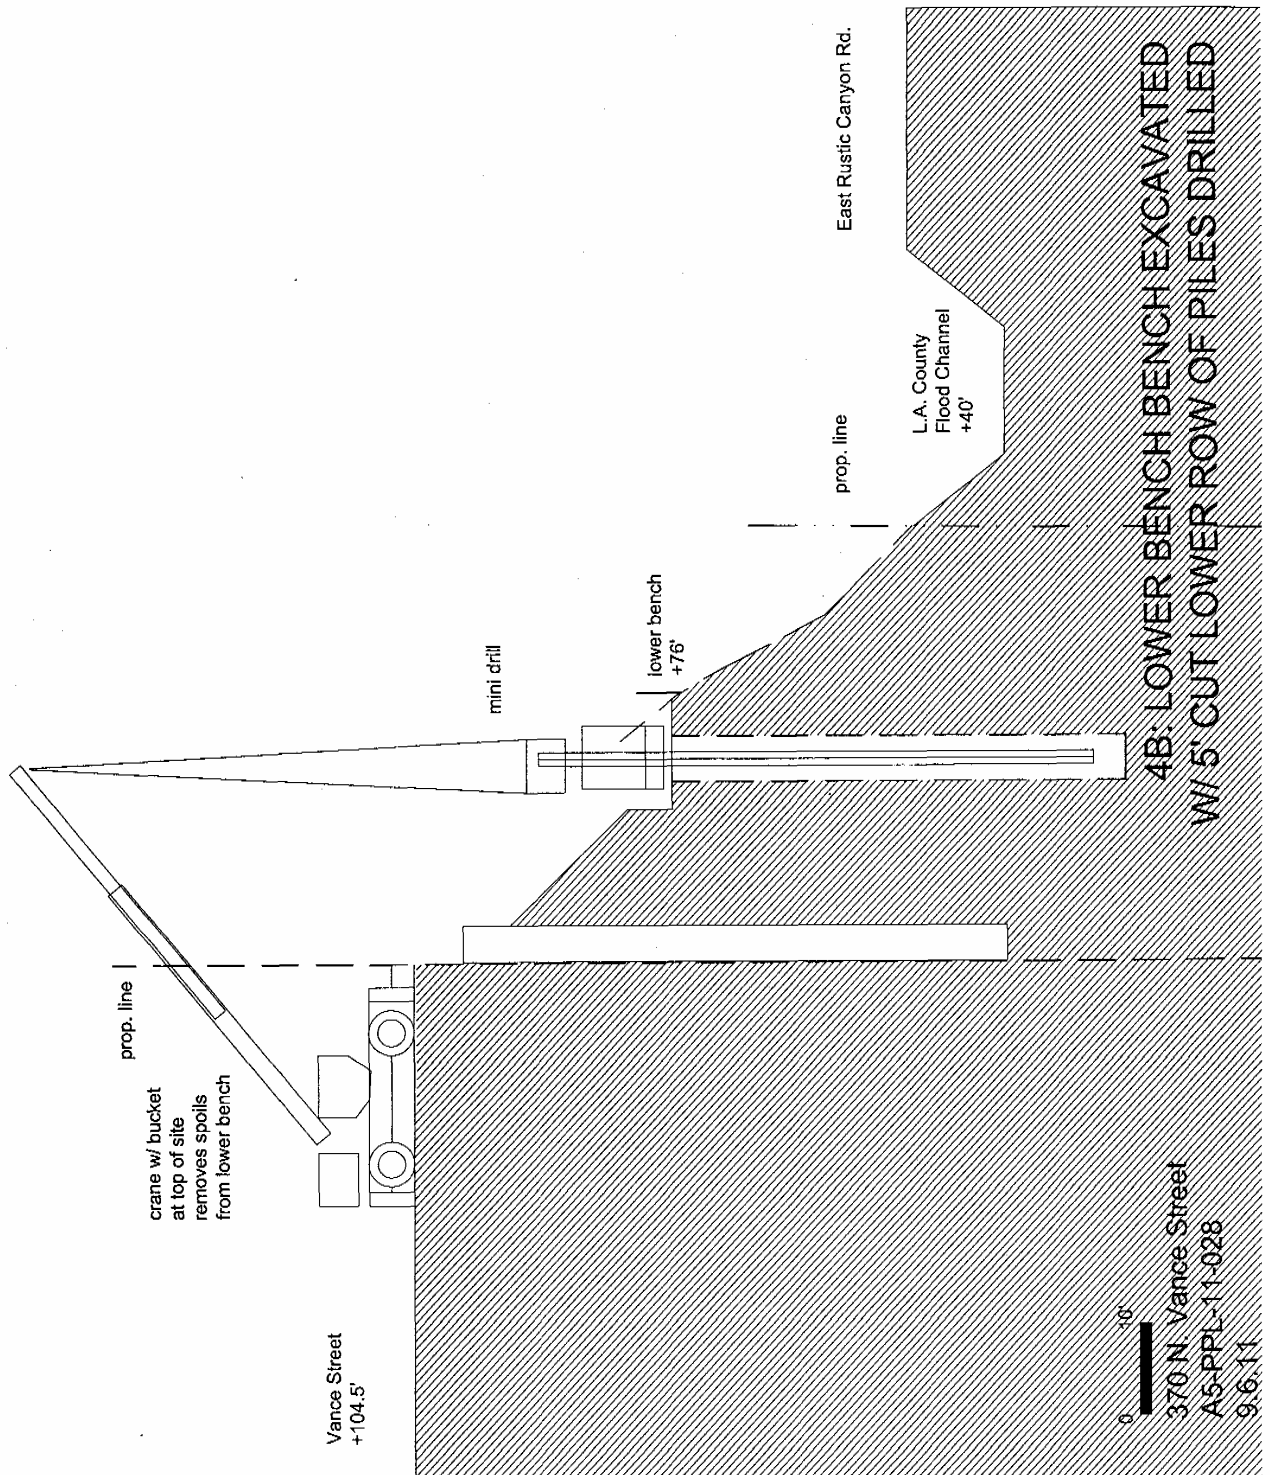 crane w/ bucket
at top of site
removes spoils
from lower bench
prop. line
Vance Street
+104.5'
mini drill
lower bench
+76'
prop. line
L.A. County
Flood Channel
+40'
East Rustic Canyon Rd.
0 10'
370 N. Vance Street
A5-PPL-11-028
9.6.11
4B: LOWER BENCH BENCH EXCAVATED
W/ 5' CUT LOWER ROW OF PILES DRILLED